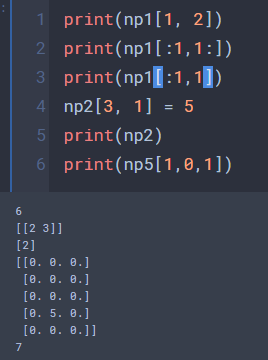 1 print(np1[1, 2])
2 print(np1[:1,1:])
3 print(np1[:1,1])
4 np2[3, 1] = 5
5 print(np2)
6 print(np5[1,0,1])
6
[[2 3]]
[2]
[[0. 0. 0.]
 [0. 0. 0.]
 [0. 0. 0.]
 [0. 5. 0.]
 [0. 0. 0.]]
7